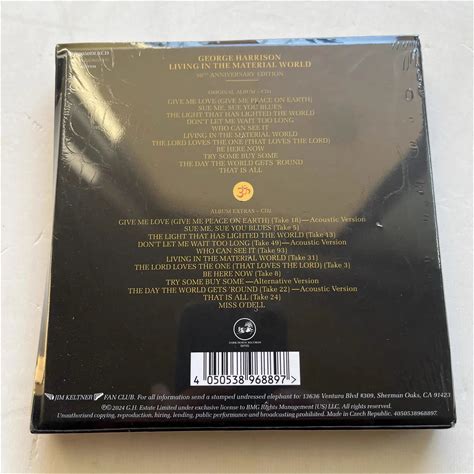 GEORGE HARRISON
LIVING IN THE MATERIAL WORLD
50TH ANNIVERSARY EDITION
ORIGINAL ALBUM – CD1
GIVE ME LOVE (GIVE ME PEACE ON EARTH)
SUE ME, SUE YOU BLUES
THE LIGHT THAT HAS LIGHTED THE WORLD
DON'T LET ME WAIT TOO LONG
WHO CAN SEE IT
LIVING IN THE MATERIAL WORLD
THE LORD LOVES THE ONE (THAT LOVES THE LORD)
BE HERE NOW
TRY SOME BUY SOME
THE DAY THE WORLD GETS 'ROUND
THAT IS ALL
ॐ
ALBUM EXTRAS – CD2
GIVE ME LOVE (GIVE ME PEACE ON EARTH) (Take 18)—Acoustic Version
SUE ME, SUE YOU BLUES (Take 5)
THE LIGHT THAT HAS LIGHTED THE WORLD (Take 13)
DON'T LET ME WAIT TOO LONG (Take 49)—Acoustic Version
WHO CAN SEE IT (Take 93)
LIVING IN THE MATERIAL WORLD (Take 31)
THE LORD LOVES THE ONE (THAT LOVES THE LORD) (Take 3)
BE HERE NOW (Take 8)
TRY SOME BUY SOME—Alternative Version
THE DAY THE WORLD GETS 'ROUND (Take 22)—Acoustic Version
THAT IS ALL (Take 24)
MISS O'DELL
DARK HORSE RECORDS
4 050538 968897 >
JIM KELTNER FAN CLUB. For all information send a stamped undressed elephant to: 13636 Ventura Blvd #309, Sherman Oaks, CA 91423
℗©2024 G.H. Estate Limited under exclusive license to BMG Rights Management (US) LLC. All Rights Reserved.
Unauthorised copying, reproduction, hiring, lending, public performance and broadcasting prohibited. Made in Czech Republic. 4050538968897.